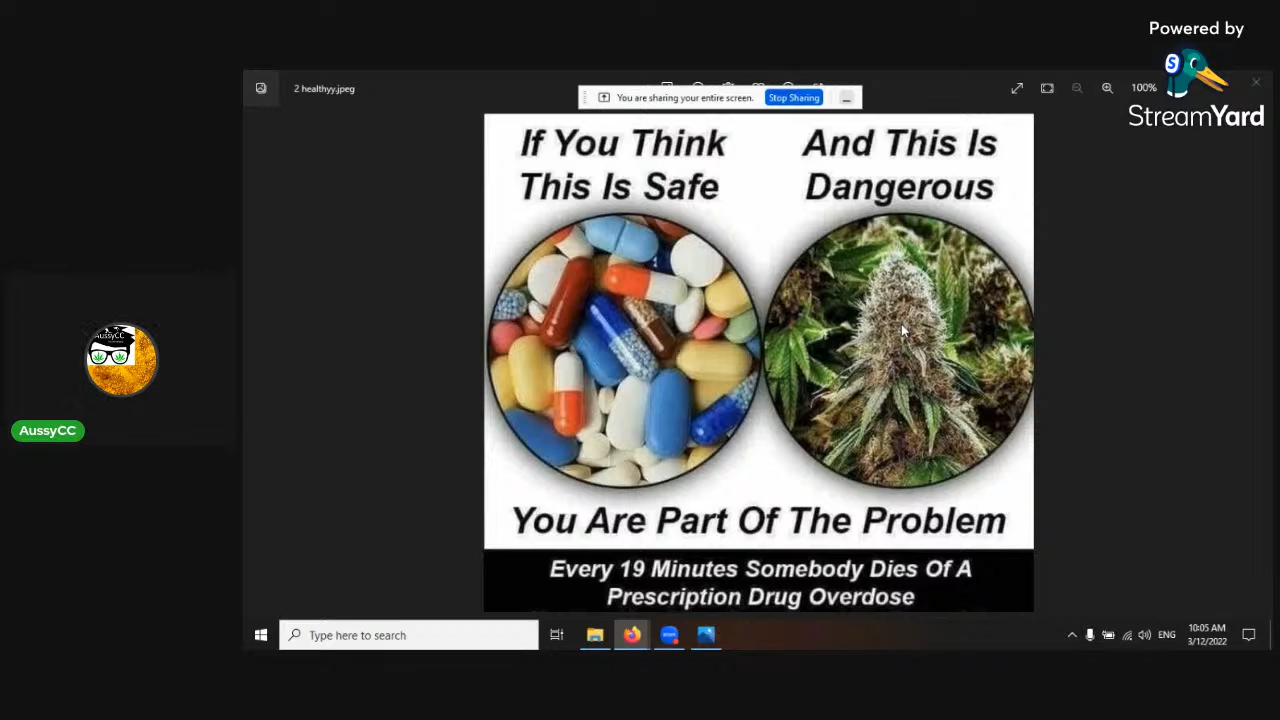 Powered by
StreamYard
2 healthyy.jpeg
You are sharing your entire screen.
Stop Sharing
100%
If You Think
This Is Safe
And This Is
Dangerous
You Are Part Of The Problem
Every 19 Minutes Somebody Dies Of A
Prescription Drug Overdose
AussyCC
AussyCC
Type here to search
ENG
10:05 AM
3/12/2022